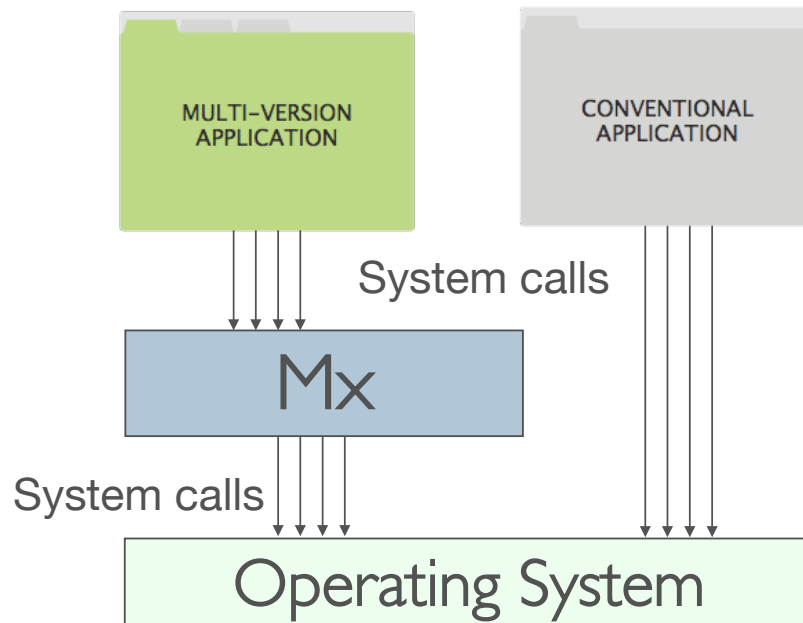 MULTI-VERSION
APPLICATION
CONVENTIONAL
APPLICATION
System calls
Mx
System calls
Operating System